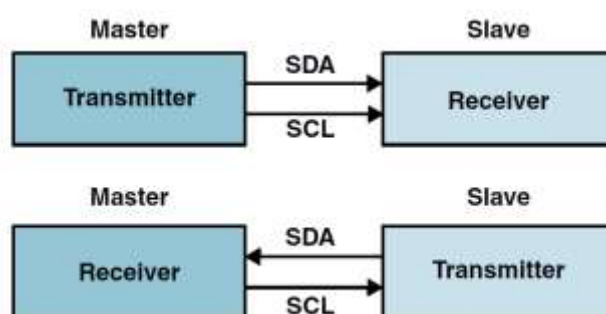 Master Slave
Transmitter SDA Receiver
SCL
Master Slave
Receiver SDA Transmitter
SCL